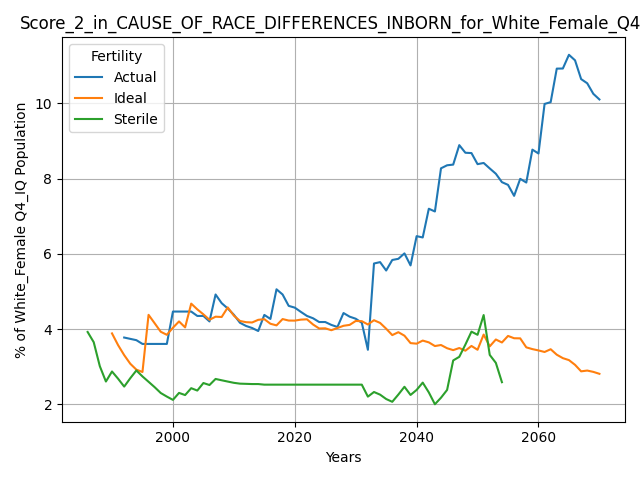 Score_2_in_CAUSE_OF_RACE_DIFFERENCES_INBORN_for_White_Female_Q4
Fertility
Actual
Ideal
Sterile
% of White_Female Q4_IQ Population
10
8
6
4
2
2000 2020 2040 2060
Years